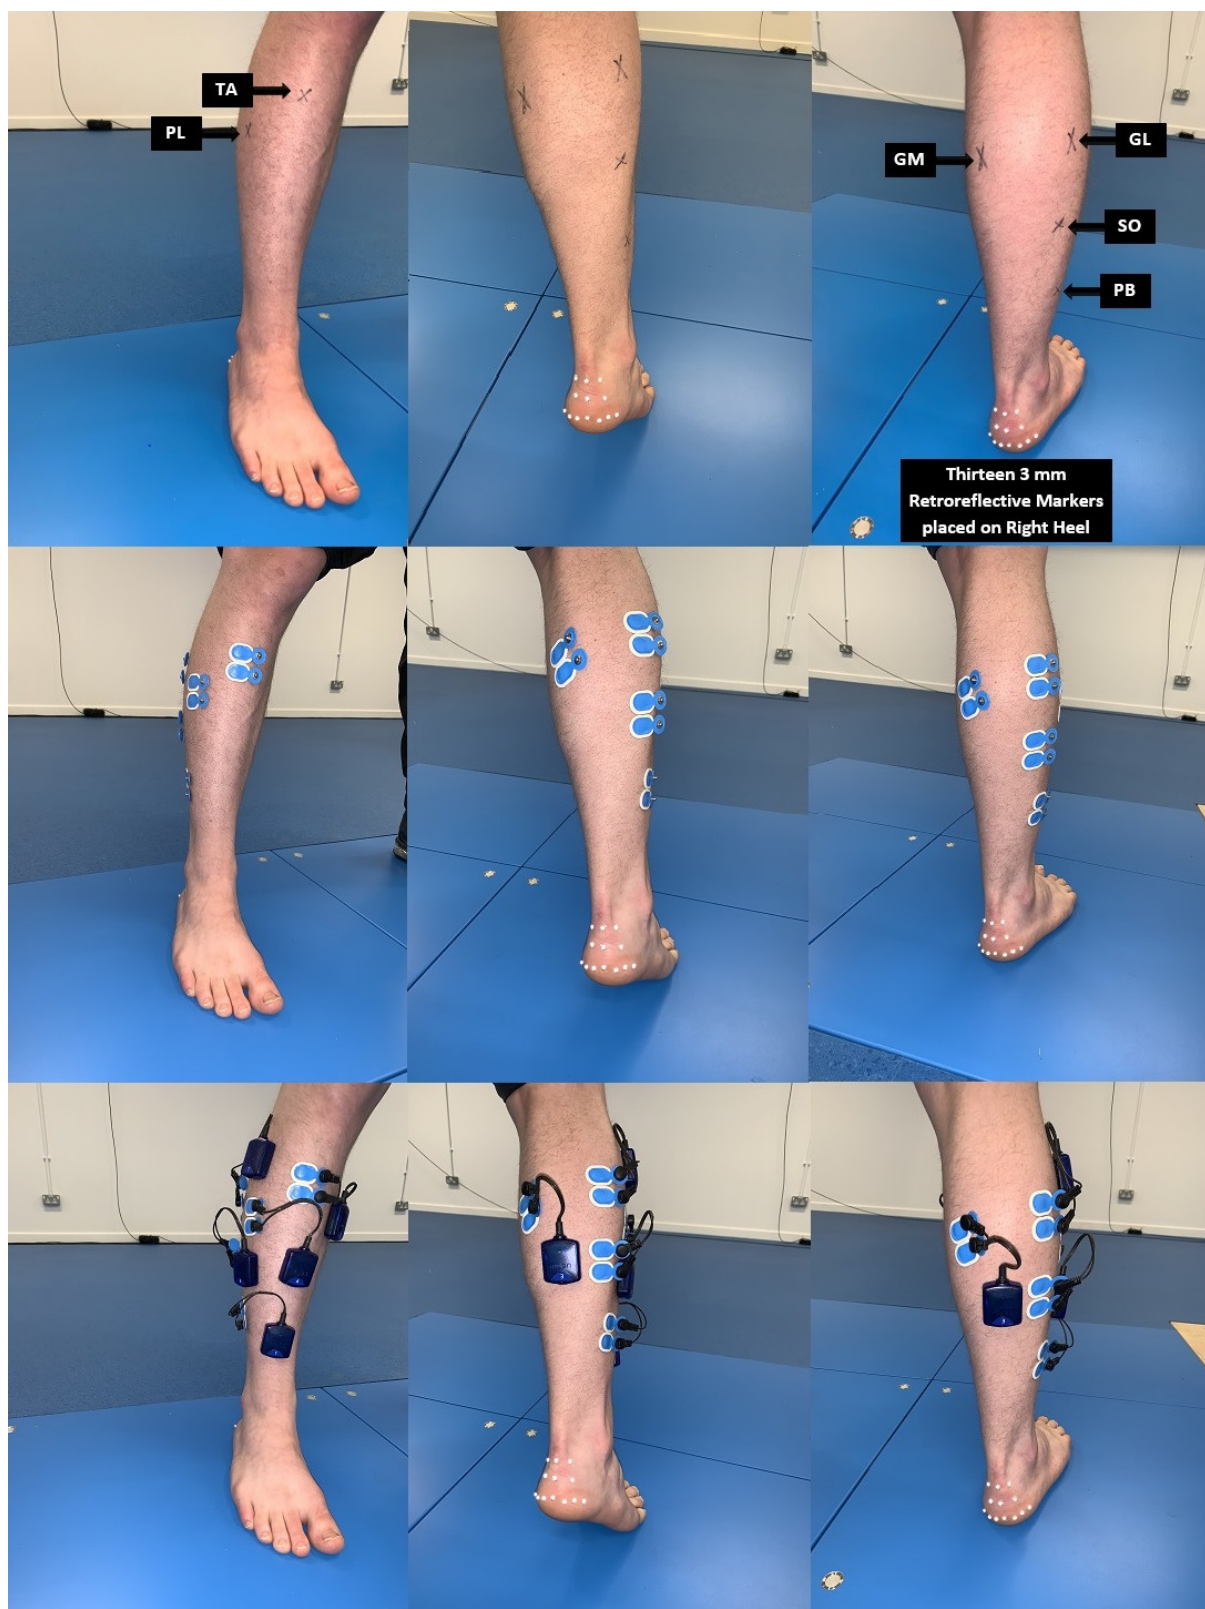 TA
PL
GM
GL
SO
PB
Thirteen 3 mm
Retroreflective Markers
placed on Right Heel